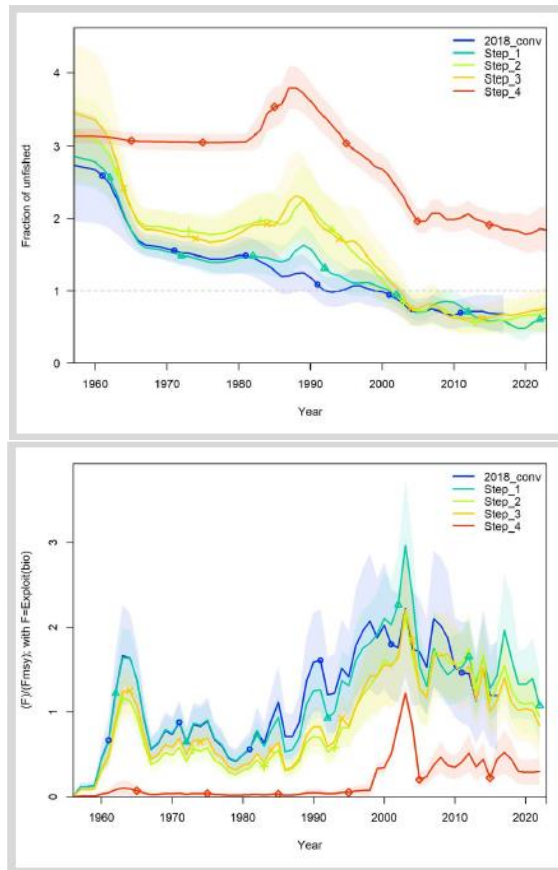 2018_conv
Step_1
Step_2
Step_3
Step_4
4
3
2
1
0
Fraction of unfished
1960 1970 1980 1990 2000 2010 2020
Year
2018_conv
Step_1
Step_2
Step_3
Step_4
3
2
1
0
(F)/(Fmsy); with F=Exploit(bio)
1960 1970 1980 1990 2000 2010 2020
Year